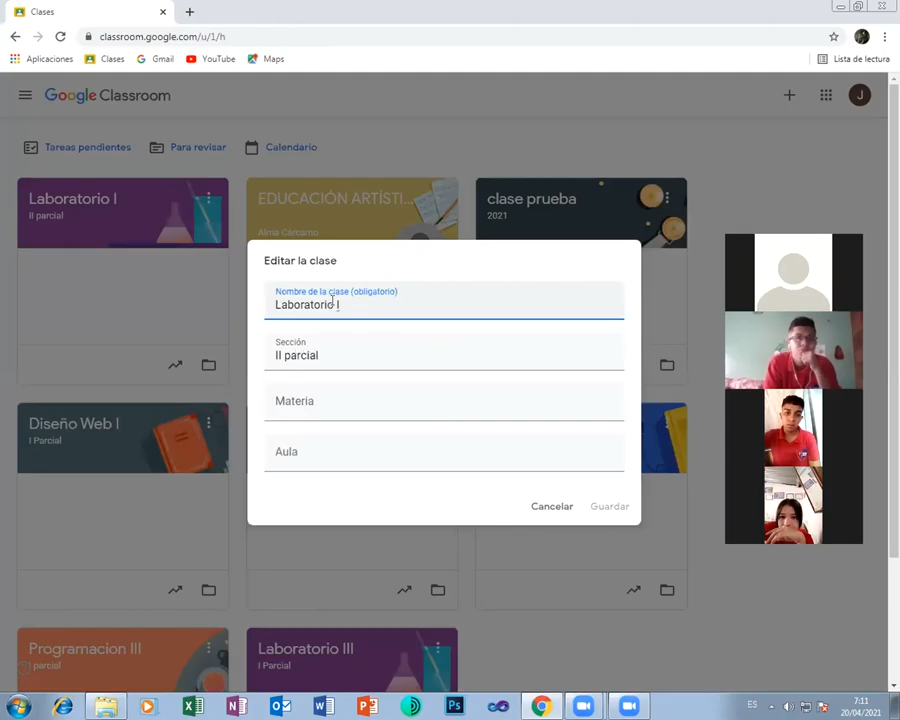 Clases
classroom.google.com/u/1/h
Aplicaciones
Clases
Gmail
YouTube
Maps
Lista de lectura
Google Classroom
J
Tareas pendientes
Para revisar
Calendario
Laboratorio I
II parcial
EDUCACIÓN ARTÍSTI...
Alma Cárcamo
clase prueba
2021
Editar la clase
Nombre de la clase (obligatorio)
Laboratorio I
Sección
II parcial
Materia
Aula
Cancelar
Guardar
Diseño Web I
I Parcial
Programacion III
parcial
Laboratorio III
I Parcial
ES
7:11
20/04/2021